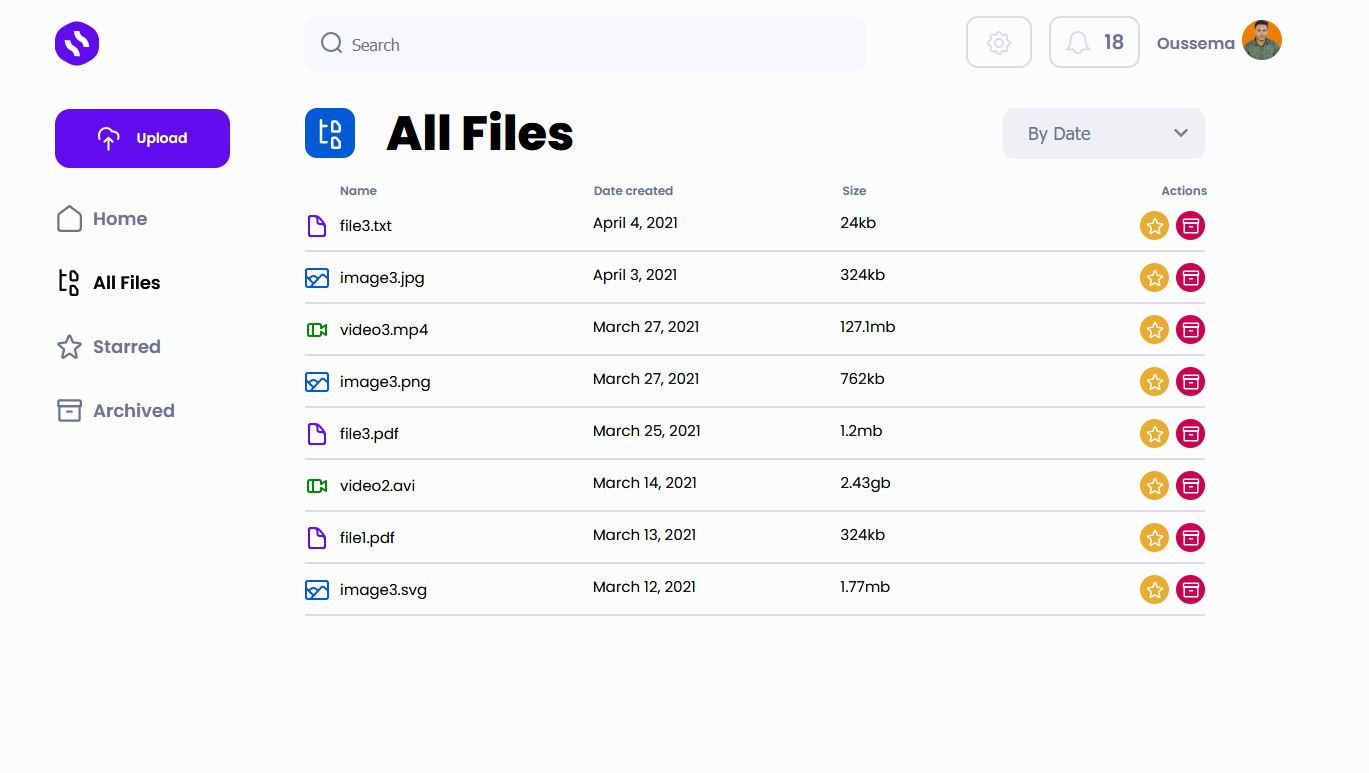 Search
18
Oussema
Upload
All Files
By Date
Home
All Files
Starred
Archived
Name Date created Size Actions
file3.txt April 4, 2021 24kb
image3.jpg April 3, 2021 324kb
video3.mp4 March 27, 2021 127.1mb
image3.png March 27, 2021 762kb
file3.pdf March 25, 2021 1.2mb
video2.avi March 14, 2021 2.43gb
file1.pdf March 13, 2021 324kb
image3.svg March 12, 2021 1.77mb